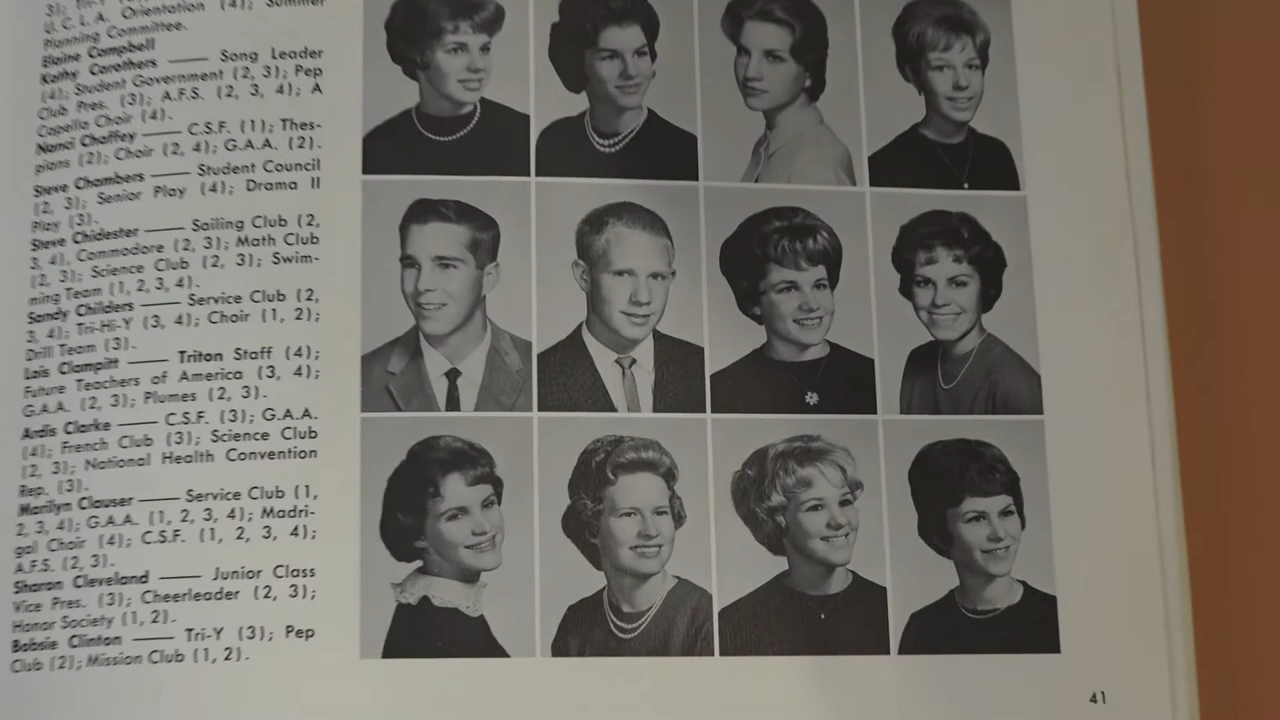 3); Tri-Y
U.C.L.A. Orientation (4); Summer
Planning Committee.
Elaine Campbell
Kathy Carothers —— Song Leader
(4); Student Government (2, 3); Pep
Club Pres. (3); A.F.S. (2, 3, 4); A
Capella Choir (4).
Nanci Chaffey —— C.S.F. (1); Thes-
pians (2); Choir (2, 4); G.A.A. (2).
Steve Chambers —— Student Council
(2, 3); Senior Play (4); Drama II
Play (3).
Steve Chidester —— Sailing Club (2,
3, 4), Commodore (2, 3); Math Club
(2, 3); Science Club (2, 3); Swim-
ming Team (1, 2, 3, 4).
Sandy Childers —— Service Club (2,
3, 4); Tri-Hi-Y (3, 4); Choir (1, 2);
Drill Team (3).
Lois Clampitt —— Triton Staff (4);
Future Teachers of America (3, 4);
G.A.A. (2, 3); Plumes (2, 3).
Ardis Clarke —— C.S.F. (3); G.A.A.
(4); French Club (3); Science Club
(2, 3); National Health Convention
Rep. (3).
Marilyn Clauser —— Service Club (1,
2, 3, 4); G.A.A. (1, 2, 3, 4); Madri-
gal Choir (4); C.S.F. (1, 2, 3, 4);
A.F.S. (2, 3).
Sharon Cleveland —— Junior Class
Vice Pres. (3); Cheerleader (2, 3);
Honor Society (1, 2).
Bobsie Clinton —— Tri-Y (3); Pep
Club (2); Mission Club (1, 2).
41